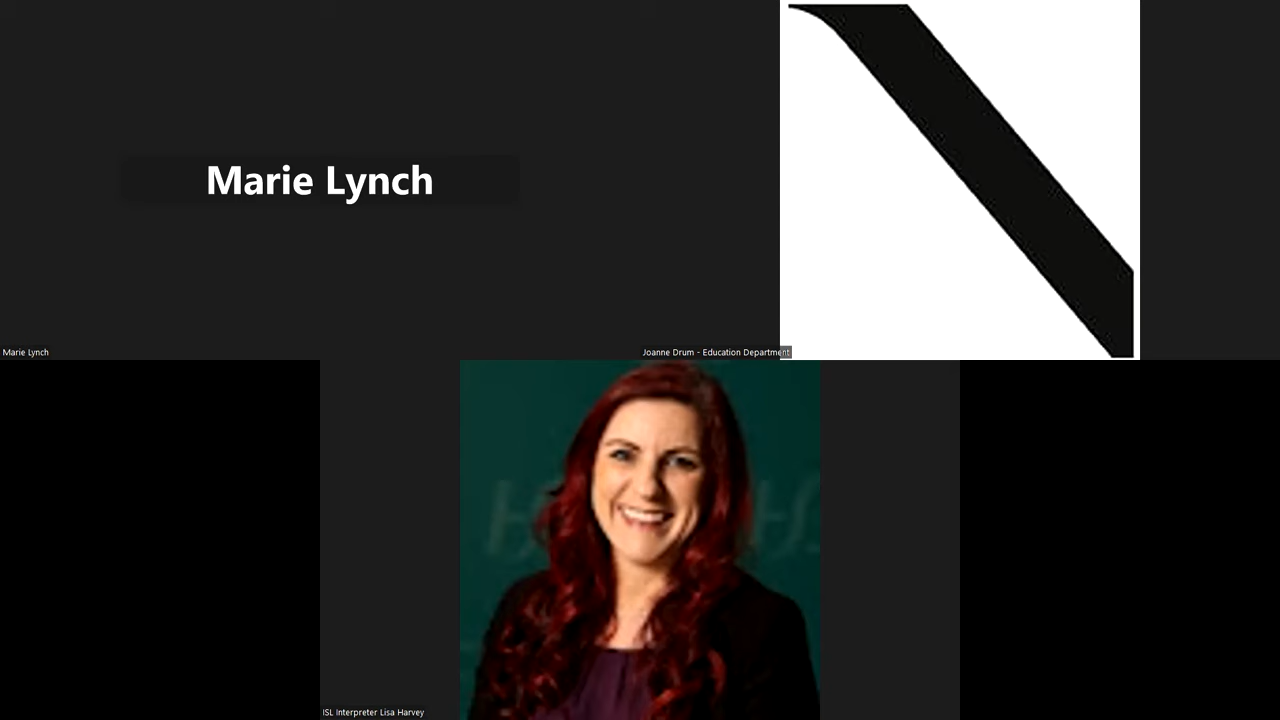 Marie Lynch
Marie Lynch
Joanne Drum - Education Department
ISL Interpreter Lisa Harvey